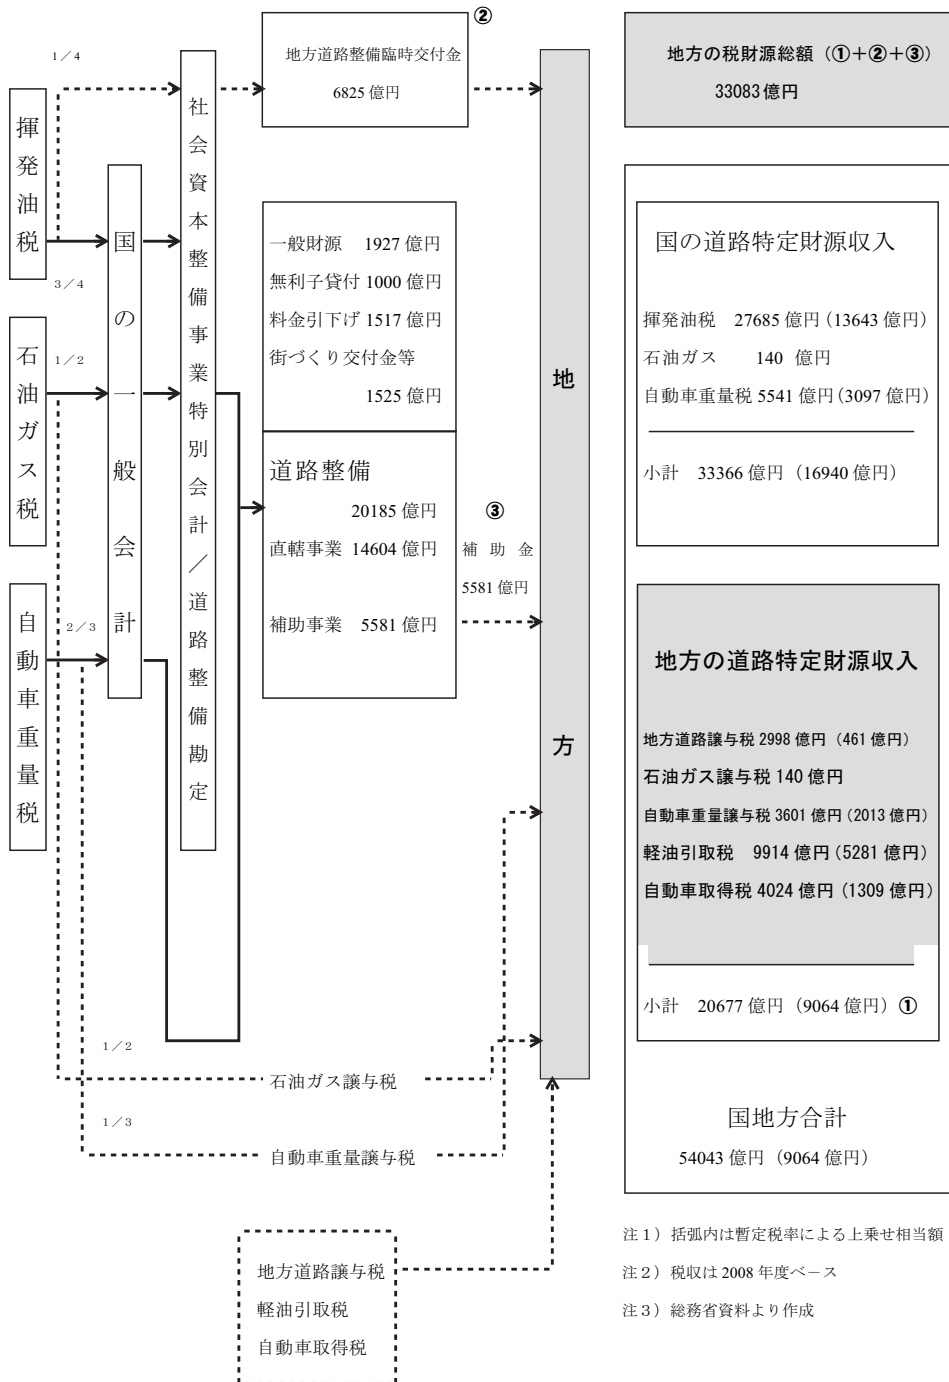 ②
1/4
地方道路整備臨時交付金
6825 億円
揮発油税
3/4
石油ガス税
1/2
自動車重量税
2/3
国の一般会計
社会資本整備事業特別会計/道路整備勘定
一般財源 1927 億円
無利子貸付 1000 億円
料金引下げ 1517 億円
街づくり交付金等
1525 億円
道路整備
20185 億円
直轄事業 14604 億円
補助事業 5581 億円
③
補 助 金
5581 億円
地方
1/2
石油ガス譲与税
1/3
自動車重量譲与税
地方道路譲与税
軽油引取税
自動車取得税
地方の税財源総額(①+②+③)
33083 億円
国の道路特定財源収入
揮発油税 27685 億円(13643 億円)
石油ガス 140 億円
自動車重量税 5541 億円(3097 億円)
小計 33366 億円(16940 億円)
地方の道路特定財源収入
地方道路譲与税 2998 億円(461 億円)
石油ガス譲与税 140 億円
自動車重量譲与税 3601 億円(2013 億円)
軽油引取税 9914 億円(5281 億円)
自動車取得税 4024 億円(1309 億円)
小計 20677 億円(9064 億円)①
国地方合計
54043 億円(9064 億円)
注1)括弧内は暫定税率による上乗せ相当額
注2)税収は 2008 年度ベース
注3)総務省資料より作成